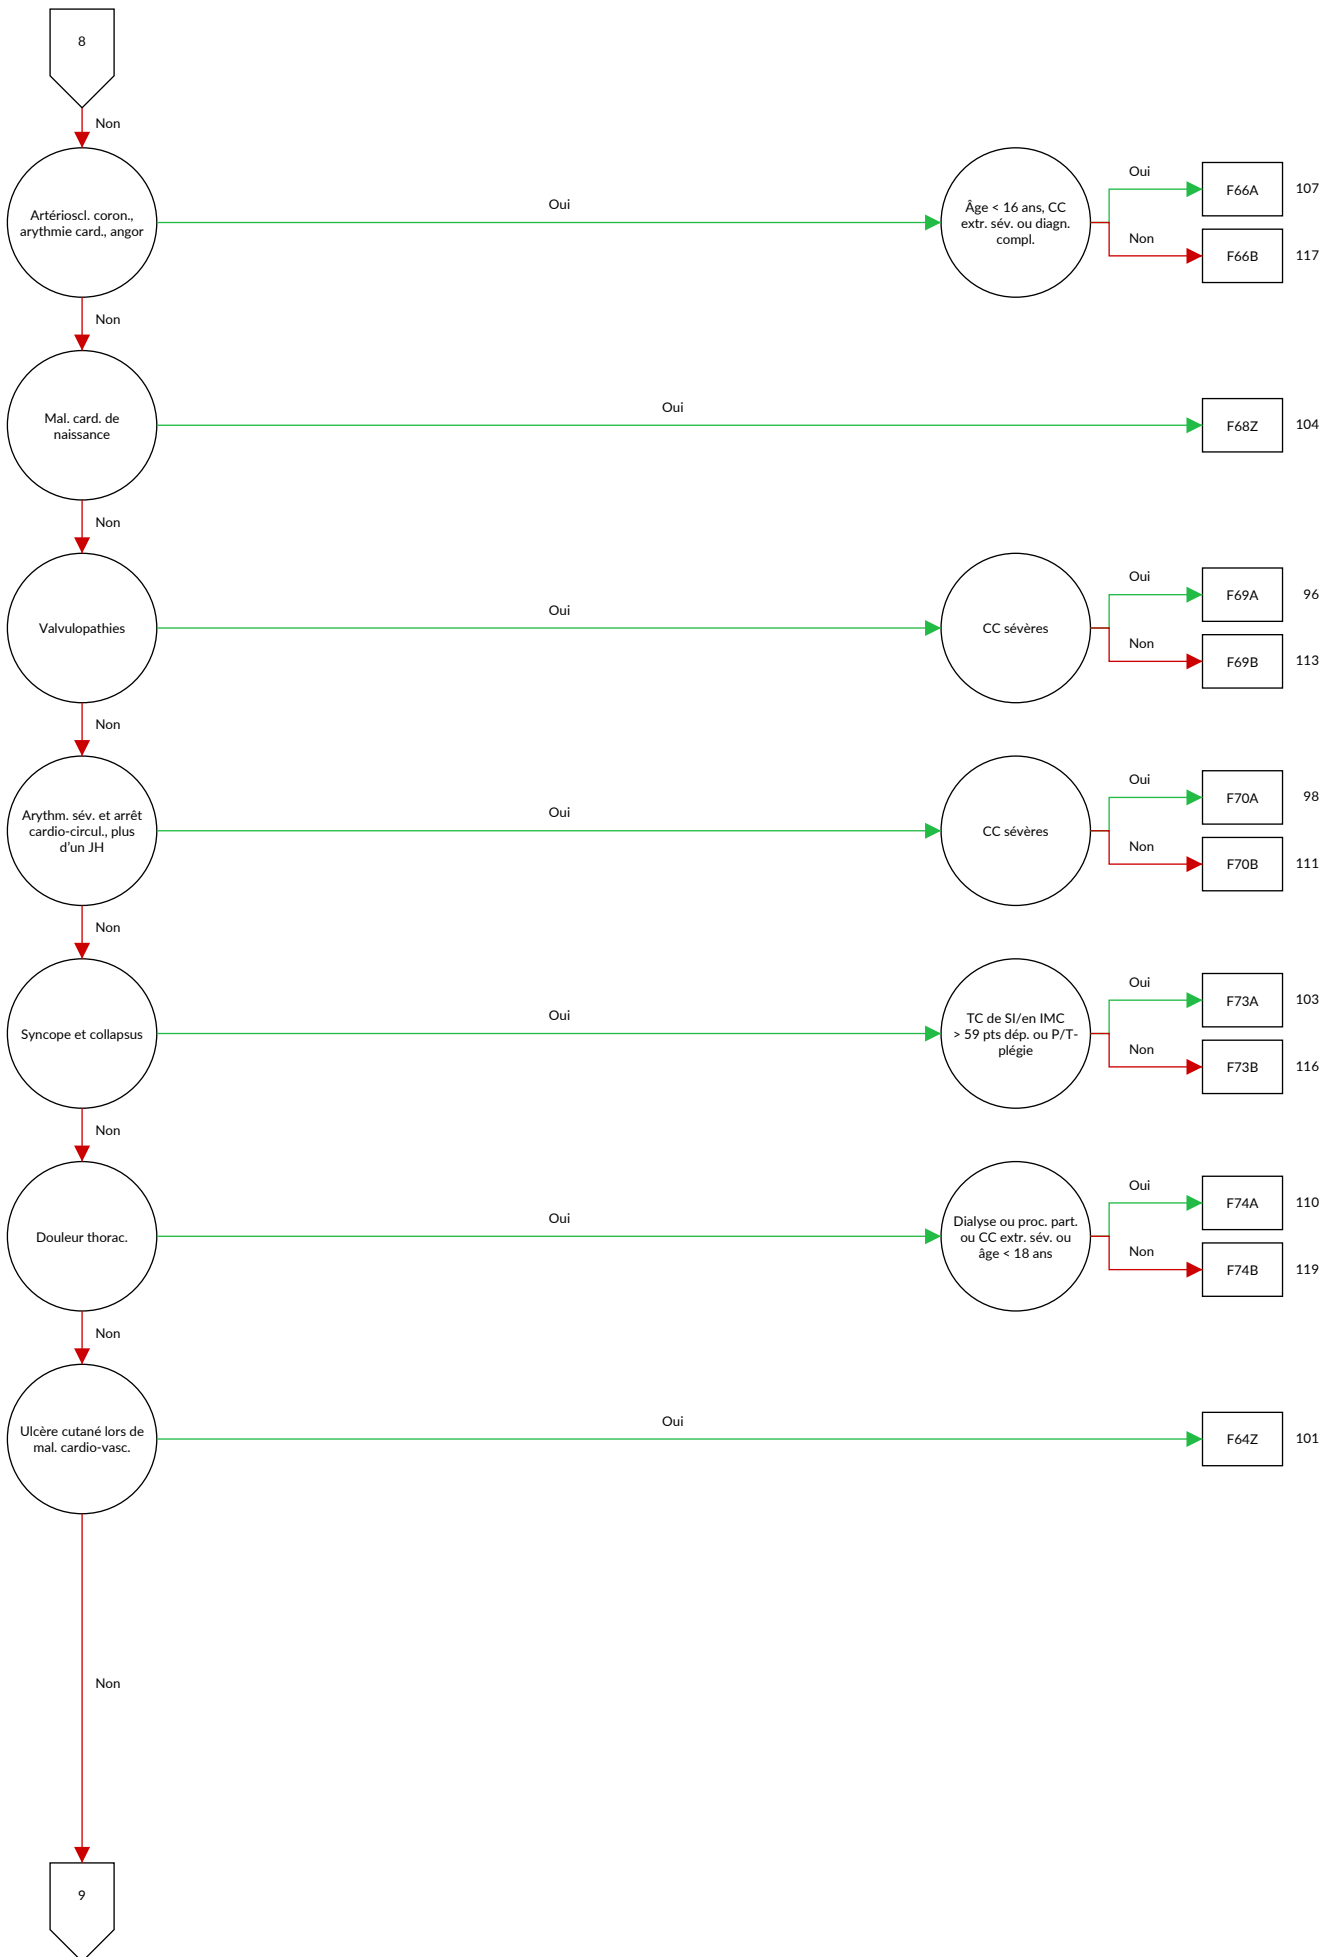 8
Non
Artérioscl. coron.,
arythmie card., angor
Oui
Âge < 16 ans, CC
extr. sév. ou diagn.
compl.
Oui
F66A
107
Non
F66B
117
Non
Mal. card. de
naissance
Oui
F68Z
104
Non
Valvulopathies
Oui
CC sévères
Oui
F69A
96
Non
F69B
113
Non
Arythm. sév. et arrêt
cardio-circul., plus
d'un JH
Oui
CC sévères
Oui
F70A
98
Non
F70B
111
Non
Syncope et collapsus
Oui
TC de SI/en IMC
> 59 pts dép. ou P/T-
plégie
Oui
F73A
103
Non
F73B
116
Non
Douleur thorac.
Oui
Dialyse ou proc. part.
ou CC extr. sév. ou
âge < 18 ans
Oui
F74A
110
Non
F74B
119
Non
Ulcère cutané lors de
mal. cardio-vasc.
Oui
F64Z
101
Non
9